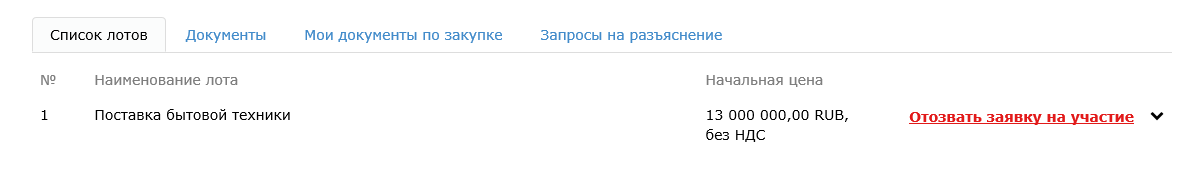 Список лотов Документы Мои документы по закупке Запросы на разъяснение
№ Наименование лота Начальная цена
1 Поставка бытовой техники 13 000 000,00 RUB, Отозвать заявку на участие
без НДС